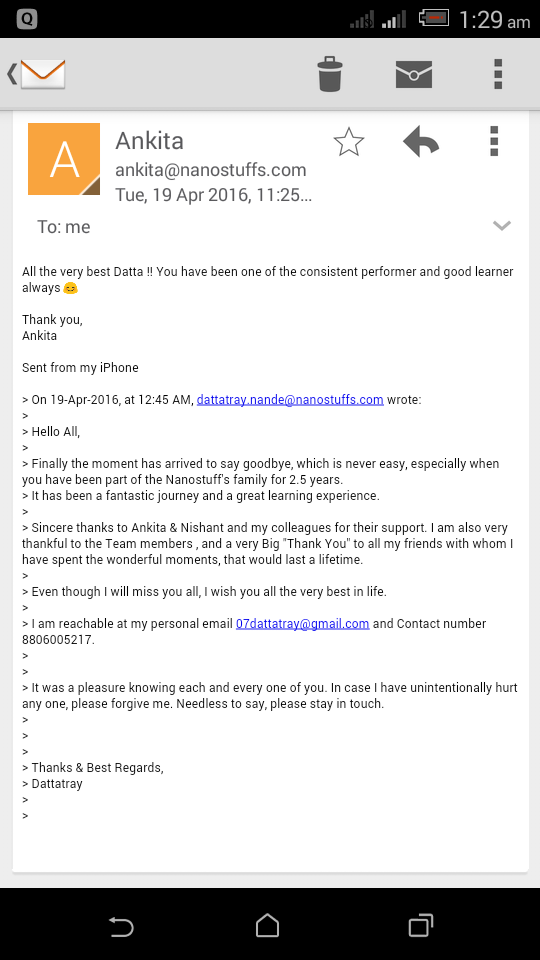 Q
1:29 am
A
Ankita
ankita@nanostuffs.com
Tue, 19 Apr 2016, 11:25...
To: me
All the very best Datta !! You have been one of the consistent performer and good learner
always 😊
Thank you,
Ankita
Sent from my iPhone
> On 19-Apr-2016, at 12:45 AM, dattatray.nande@nanostuffs.com wrote:
>
> Hello All,
>
> Finally the moment has arrived to say goodbye, which is never easy, especially when
you have been part of the Nanostuff's family for 2.5 years.
> It has been a fantastic journey and a great learning experience.
>
> Sincere thanks to Ankita & Nishant and my colleagues for their support. I am also very
thankful to the Team members , and a very Big "Thank You" to all my friends with whom I
have spent the wonderful moments, that would last a lifetime.
>
> Even though I will miss you all, I wish you all the very best in life.
>
> I am reachable at my personal email 07dattatray@gmail.com and Contact number
8806005217.
>
>
> It was a pleasure knowing each and every one of you. In case I have unintentionally hurt
any one, please forgive me. Needless to say, please stay in touch.
>
>
>
> Thanks & Best Regards,
> Dattatray
>
>